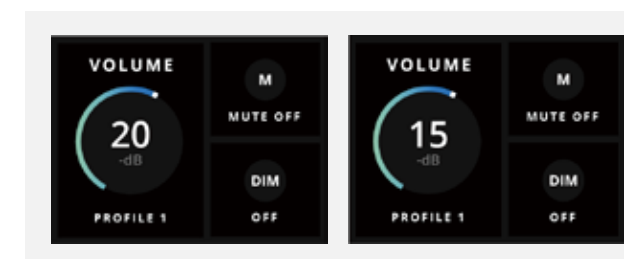 VOLUME
20
-dB
PROFILE 1
M
MUTE OFF
DIM
OFF
VOLUME
15
-dB
PROFILE 1
M
MUTE OFF
DIM
OFF